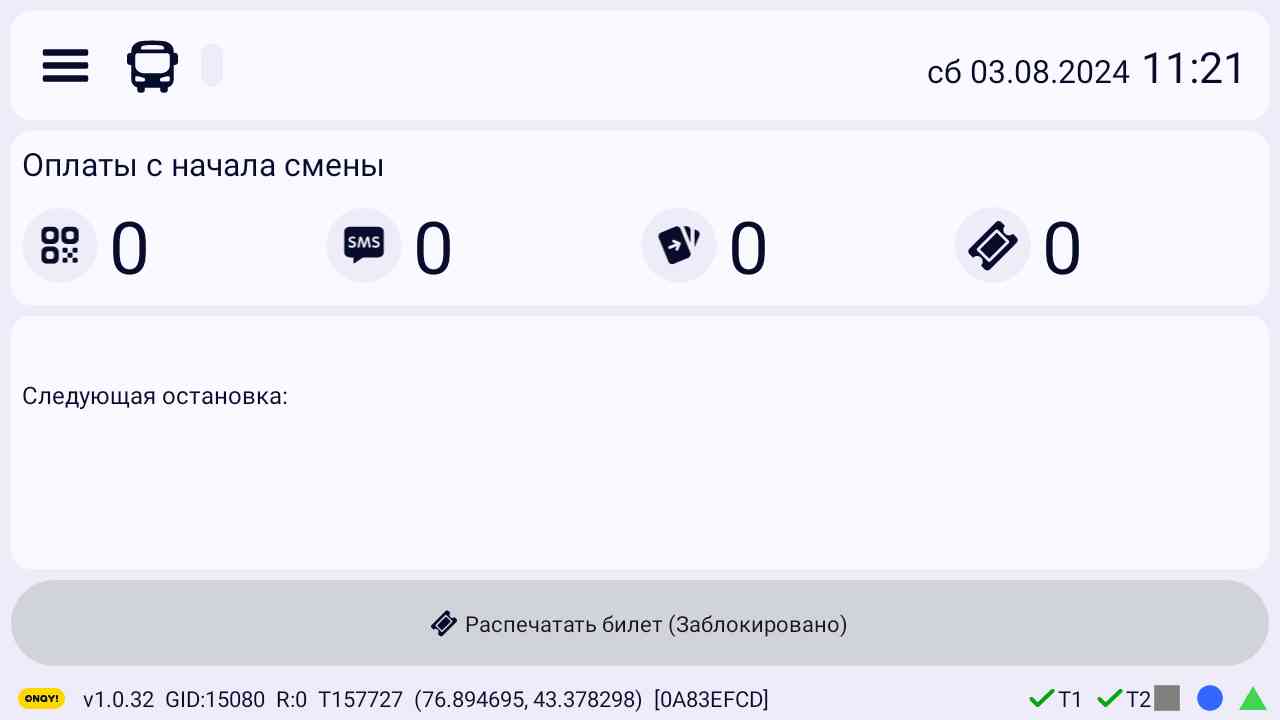 сб 03.08.2024 11:21
Оплаты с начала смены
0 SMS 0 0 0
Следующая остановка:
Распечатать билет (Заблокировано)
ONAY! v1.0.32 GID:15080 R:0 T157727 (76.894695, 43.378298) [0A83EFCD] T1 T2